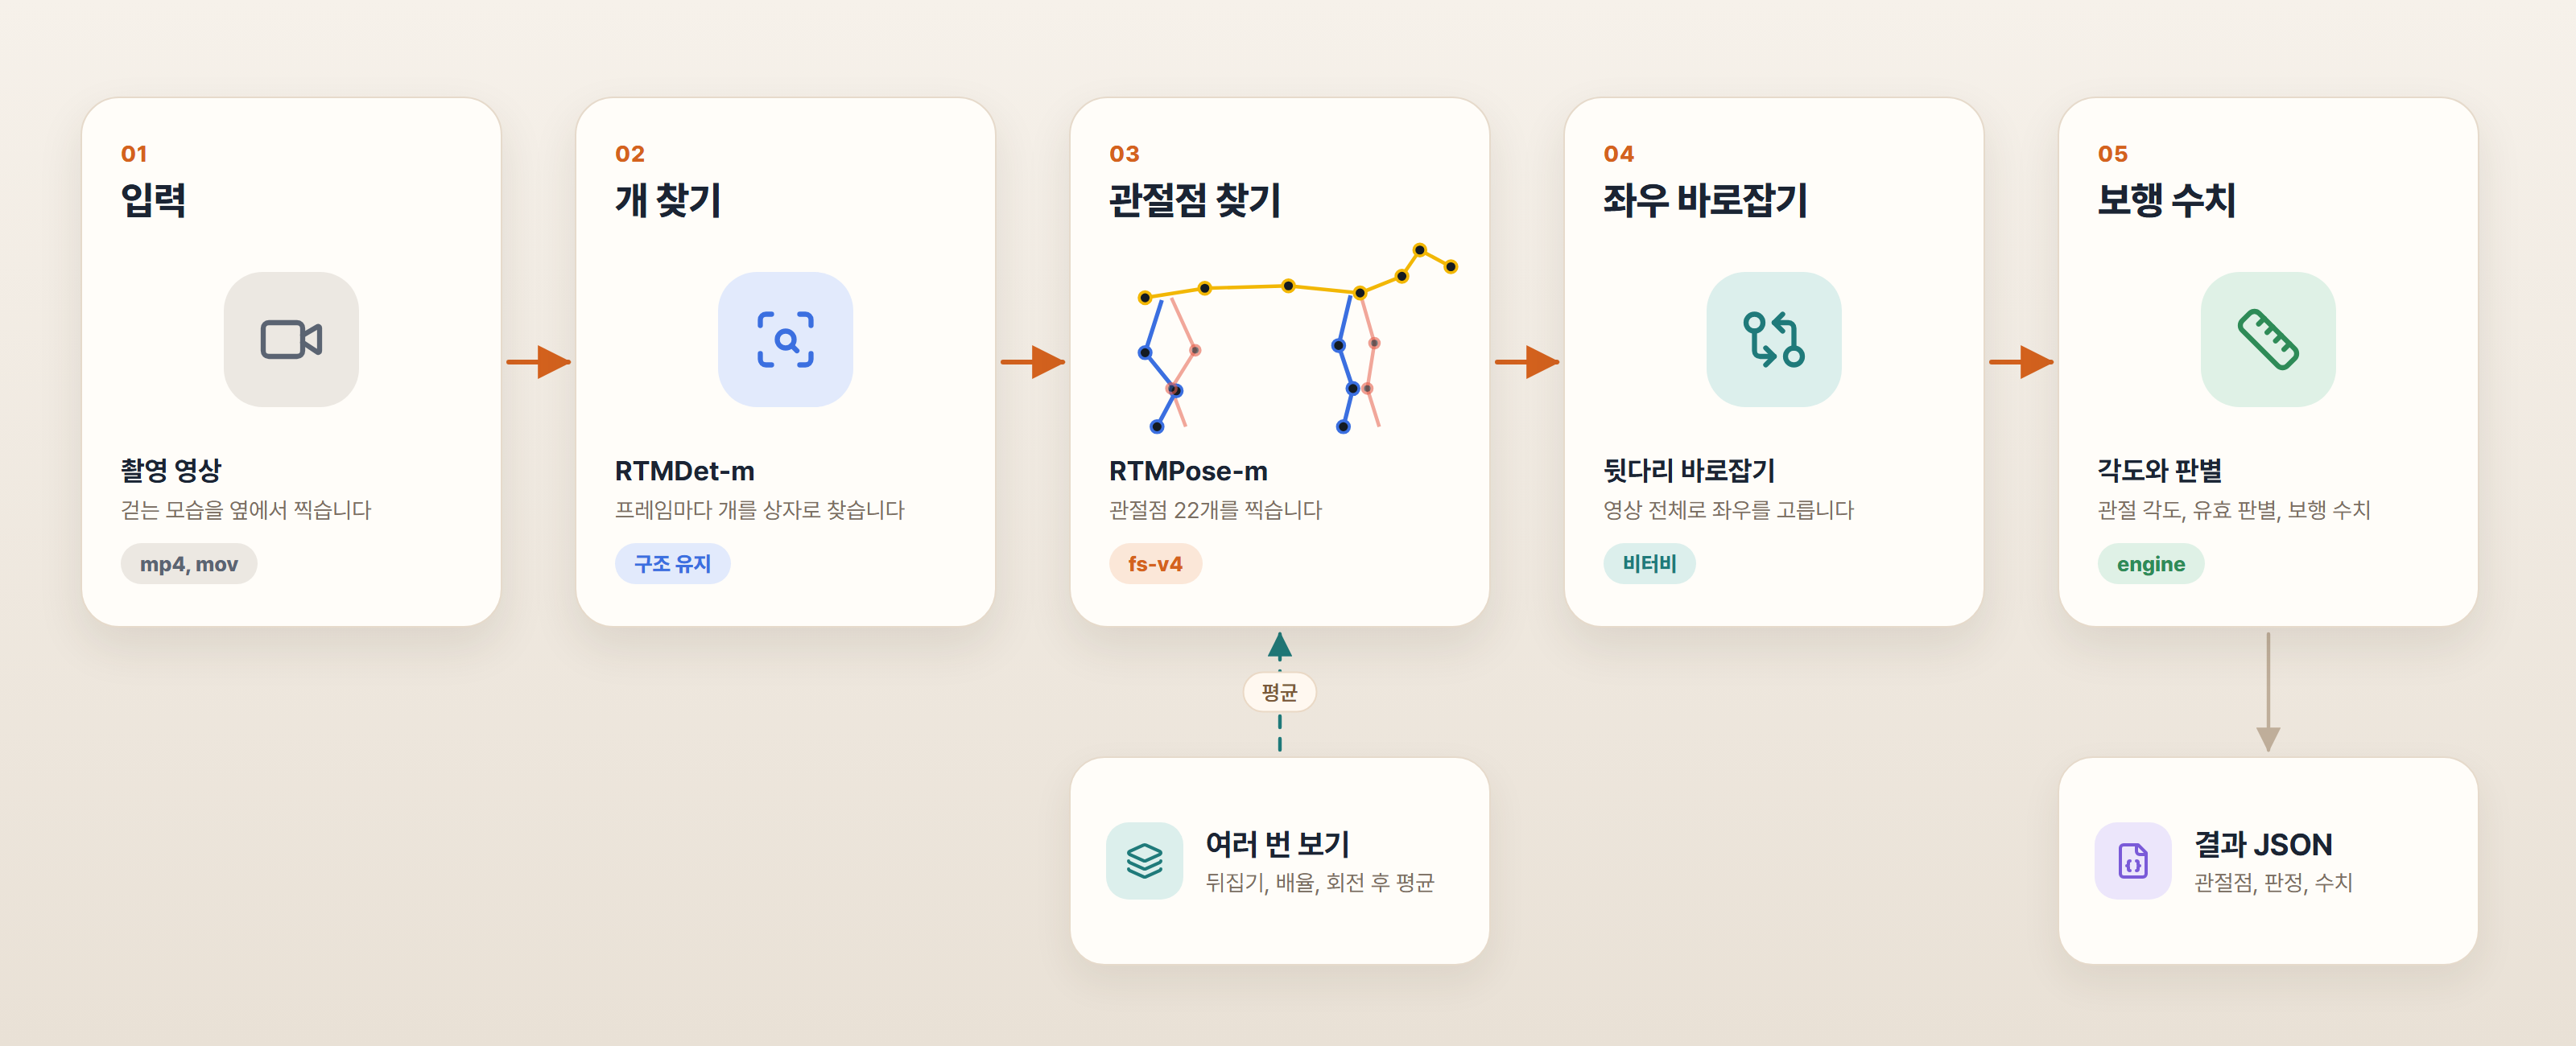 01
입력
촬영 영상
걷는 모습을 옆에서 찍습니다
mp4, mov
02
개 찾기
RTMDet-m
프레임마다 개를 상자로 찾습니다
구조 유지
03
관절점 찾기
RTMPose-m
관절점 22개를 찍습니다
fs-v4
04
좌우 바로잡기
뒷다리 바로잡기
영상 전체로 좌우를 고릅니다
비터비
05
보행 수치
각도와 판별
관절 각도, 유효 판별, 보행 수치
engine
평균
여러 번 보기
뒤집기, 배율, 회전 후 평균
결과 JSON
관절점, 판정, 수치